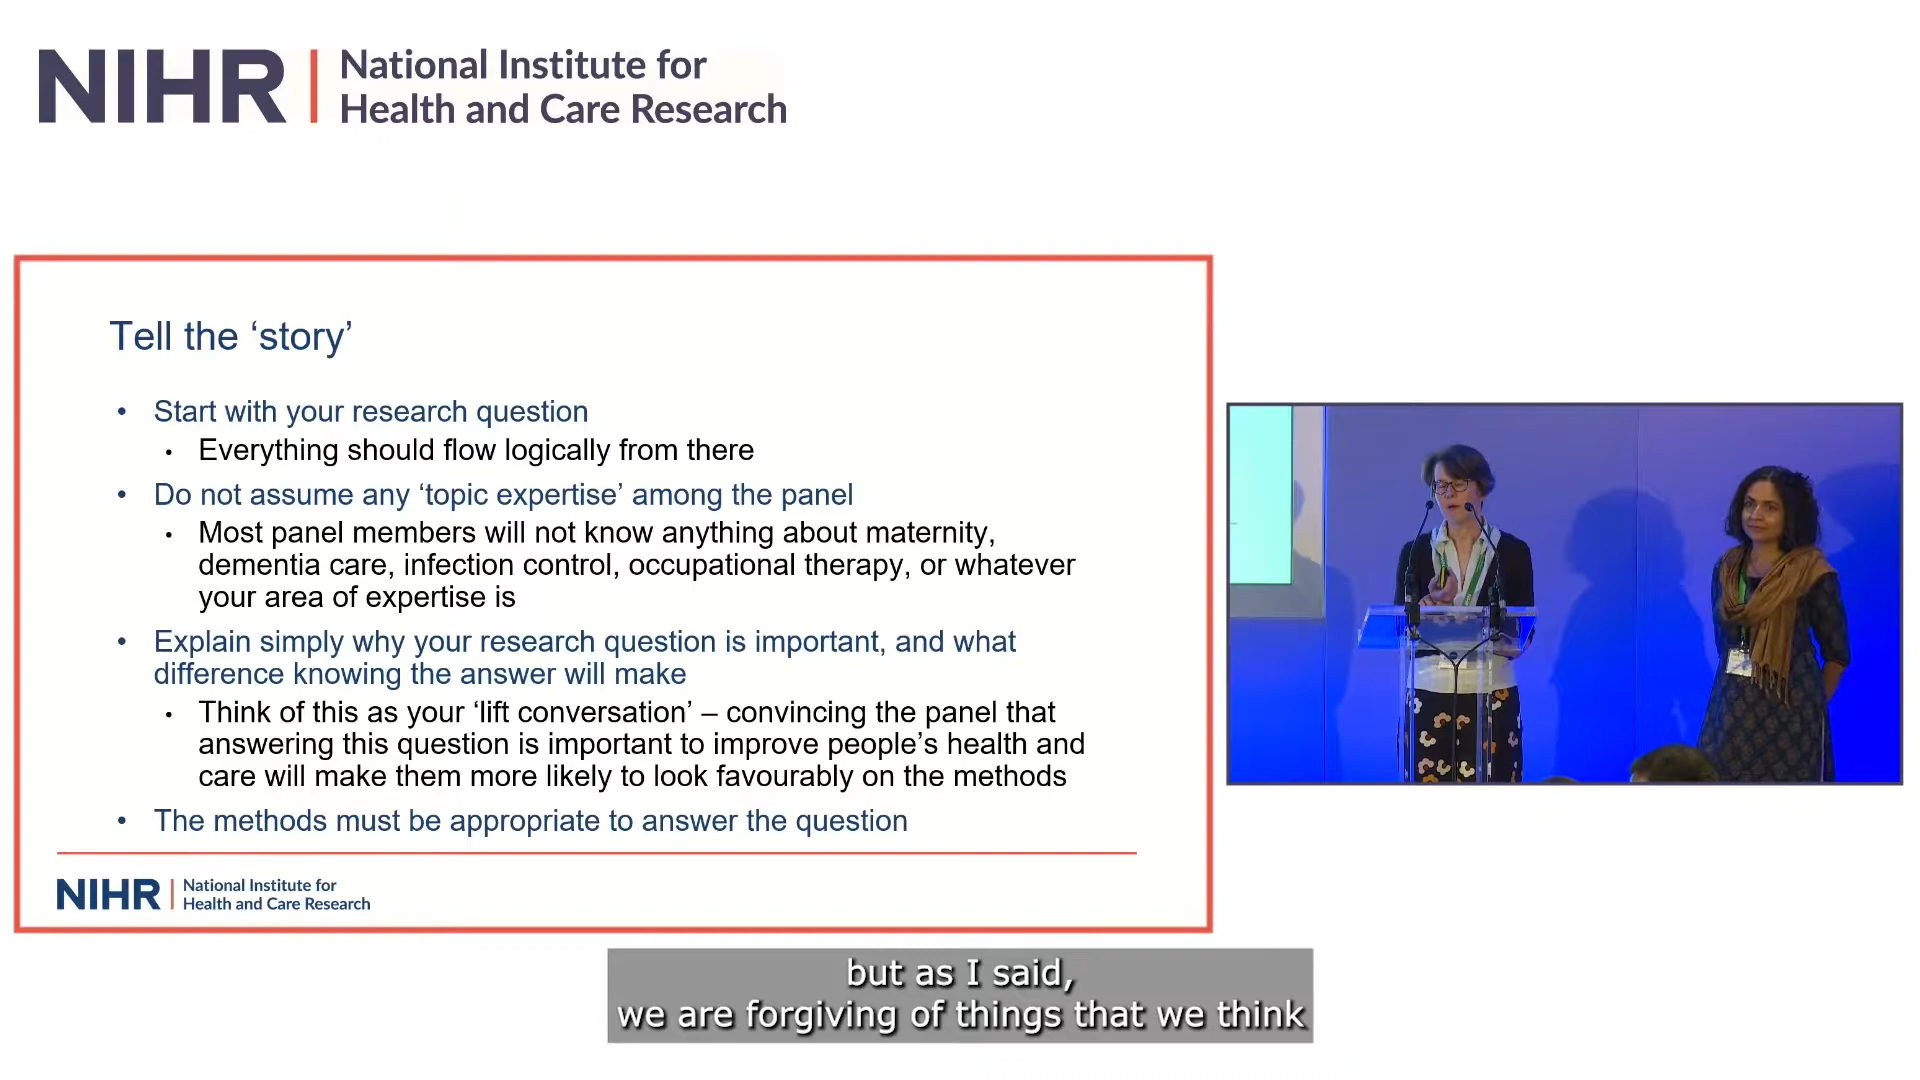 NIHR | National Institute for
Health and Care Research
Tell the ‘story’
• Start with your research question
• Everything should flow logically from there
• Do not assume any ‘topic expertise’ among the panel
• Most panel members will not know anything about maternity,
dementia care, infection control, occupational therapy, or whatever
your area of expertise is
• Explain simply why your research question is important, and what
difference knowing the answer will make
• Think of this as your ‘lift conversation’ – convincing the panel that
answering this question is important to improve people’s health and
care will make them more likely to look favourably on the methods
• The methods must be appropriate to answer the question
NIHR | National Institute for
Health and Care Research
but as I said,
we are forgiving of things that we think